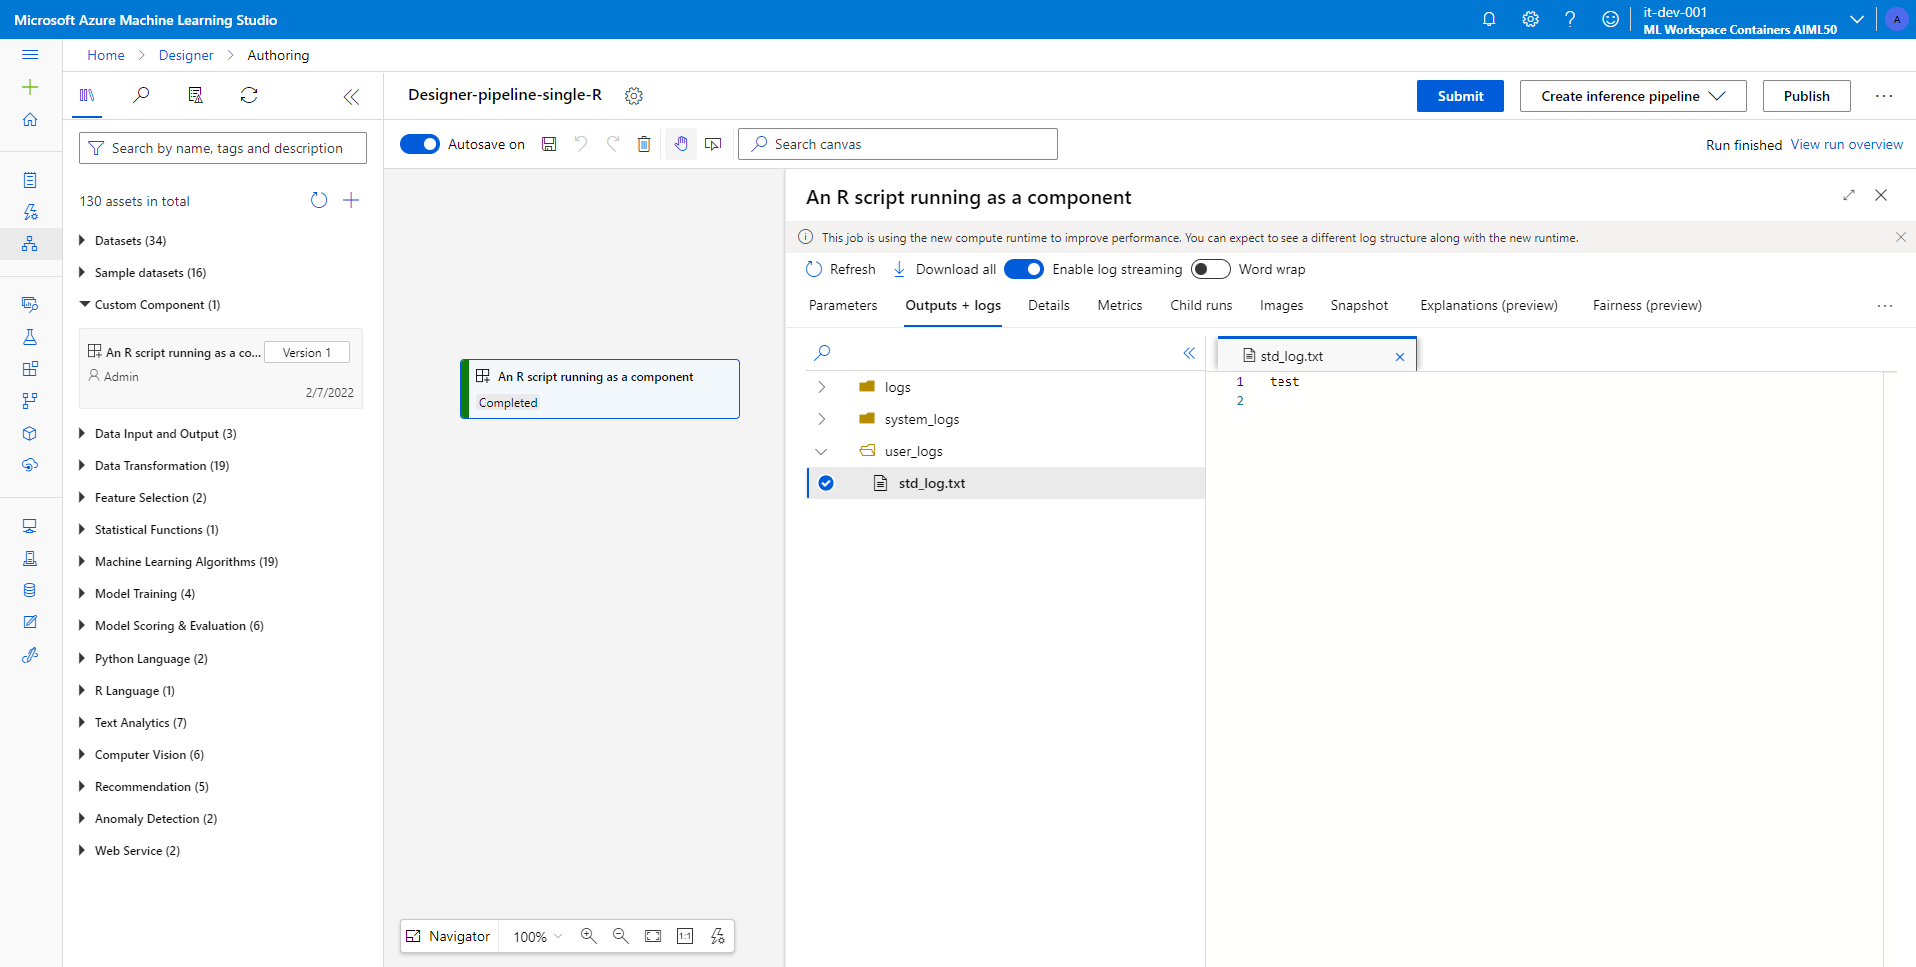 Microsoft Azure Machine Learning Studio
it-dev-001
ML Workspace Containers AIML50
A
Home
Designer
Authoring
Designer-pipeline-single-R
Submit
Create inference pipeline
Publish
Search by name, tags and description
Autosave on
Search canvas
Run finished
View run overview
130 assets in total
Datasets (34)
Sample datasets (16)
Custom Component (1)
An R script running as a co...
Version 1
Admin
2/7/2022
Data Input and Output (3)
Data Transformation (19)
Feature Selection (2)
Statistical Functions (1)
Machine Learning Algorithms (19)
Model Training (4)
Model Scoring & Evaluation (6)
Python Language (2)
R Language (1)
Text Analytics (7)
Computer Vision (6)
Recommendation (5)
Anomaly Detection (2)
Web Service (2)
An R script running as a component
Completed
Navigator
100%
1:1
An R script running as a component
This job is using the new compute runtime to improve performance. You can expect to see a different log structure along with the new runtime.
Refresh
Download all
Enable log streaming
Word wrap
Parameters
Outputs + logs
Details
Metrics
Child runs
Images
Snapshot
Explanations (preview)
Fairness (preview)
logs
system_logs
user_logs
std_log.txt
std_log.txt
1 test
2